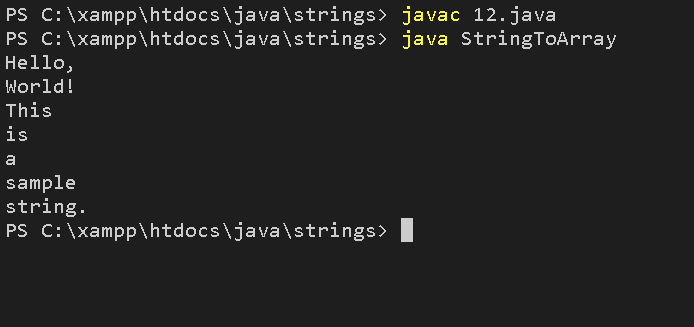 PS C:\xampp\htdocs\java\strings> javac 12.java
PS C:\xampp\htdocs\java\strings> java StringToArray
Hello,
World!
This
is
a
sample
string.
PS C:\xampp\htdocs\java\strings>